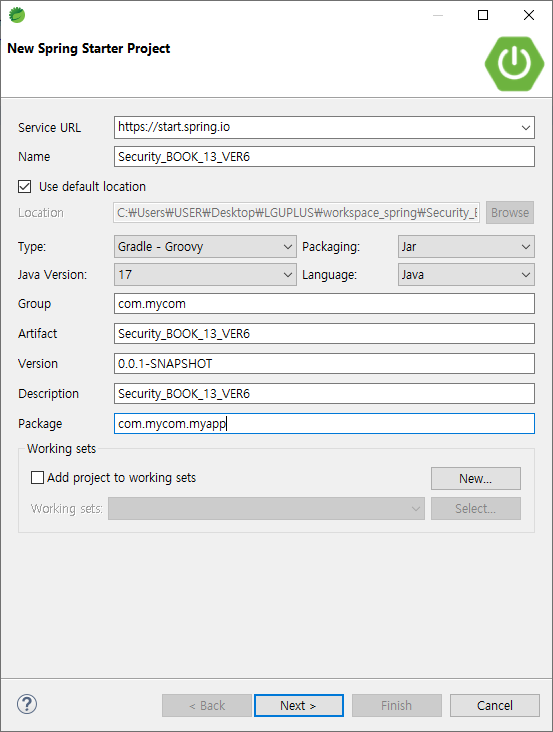 New Spring Starter Project
Service URL https://start.spring.io
Name Security_BOOK_13_VER6
Use default location
Location C:₩Users₩USER₩Desktop₩LGUPLUS₩workspace_spring₩Security_E Browse
Type: Gradle - Groovy Packaging: Jar
Java Version: 17 Language: Java
Group com.mycom
Artifact Security_BOOK_13_VER6
Version 0.0.1-SNAPSHOT
Description Security_BOOK_13_VER6
Package com.mycom.myapp
Working sets
Add project to working sets New...
Working sets: Select...
? < Back Next > Finish Cancel